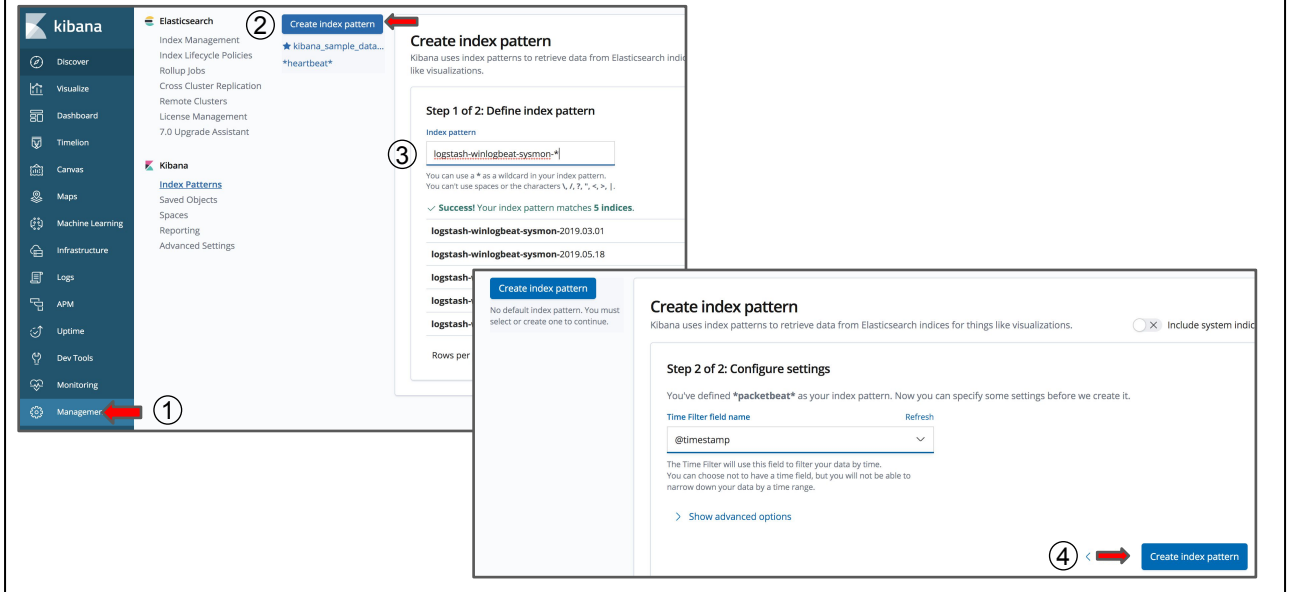 kibana
Discover
Visualize
Dashboard
Timelion
Canvas
Maps
Machine Learning
Infrastructure
Logs
APM
Uptime
Dev Tools
Monitoring
1
Elasticsearch
Index Management
Index Lifecycle Policies
Rollup Jobs
Cross Cluster Replication
Remote Clusters
License Management
7.0 Upgrade Assistant
Kibana
Index Patterns
Saved Objects
Spaces
Reporting
Advanced Settings
2
Create index pattern
kibana_sample_data...
*heartbeat*
Create index pattern
Kibana uses index patterns to retrieve data from Elasticsearch
like visualizations.
Step 1 of 2: Define index pattern
Index pattern
3
logstash-winlogbeat-sysmon-*
You can use a * as a wildcard in your index pattern.
You can't use spaces or the characters \, /, ?, ", <, >, |.
✓ Success! Your index pattern matches 5 indices.
logstash-winlogbeat-sysmon-2019.03.01
logstash-winlogbeat-sysmon-2019.05.18
Rows per
Create index pattern
No default index pattern. You must
select or create one to continue.
Create index pattern
Kibana uses index patterns to retrieve data from Elasticsearch indices for things like visualizations.
Include system
Step 2 of 2: Configure settings
You've defined *packetbeat* as your index pattern. Now you can specify some settings before we create it.
Time Filter field name Refresh
@timestamp
The Time Filter will use this field to filter your data by time.
You can choose not to have a time field, but you will not be able to
narrow down your data by a time range.
> Show advanced options
4 < Create index pattern